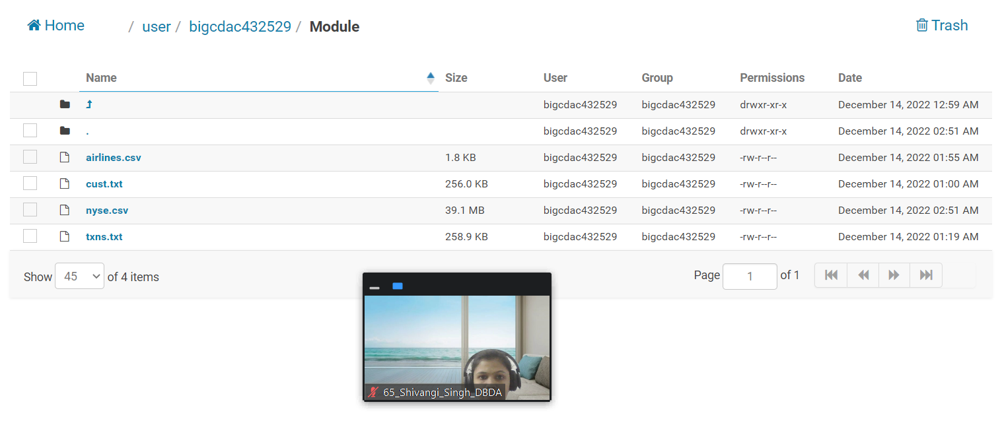 Home / user / bigcdac432529 / Module Trash
Name Size User Group Permissions Date
bigcdac432529 bigcdac432529 drwxr-xr-x December 14, 2022 12:59 AM
. bigcdac432529 bigcdac432529 drwxr-xr-x December 14, 2022 02:51 AM
airlines.csv 1.8 KB bigcdac432529 bigcdac432529 -rw-r--r-- December 14, 2022 01:55 AM
cust.txt 256.0 KB bigcdac432529 bigcdac432529 -rw-r--r-- December 14, 2022 01:00 AM
nyse.csv 39.1 MB bigcdac432529 bigcdac432529 -rw-r--r-- December 14, 2022 02:51 AM
txns.txt 258.9 KB bigcdac432529 bigcdac432529 -rw-r--r-- December 14, 2022 01:19 AM
Show 45 of 4 items Page 1 of 1
65_Shivangi_Singh_DBDA